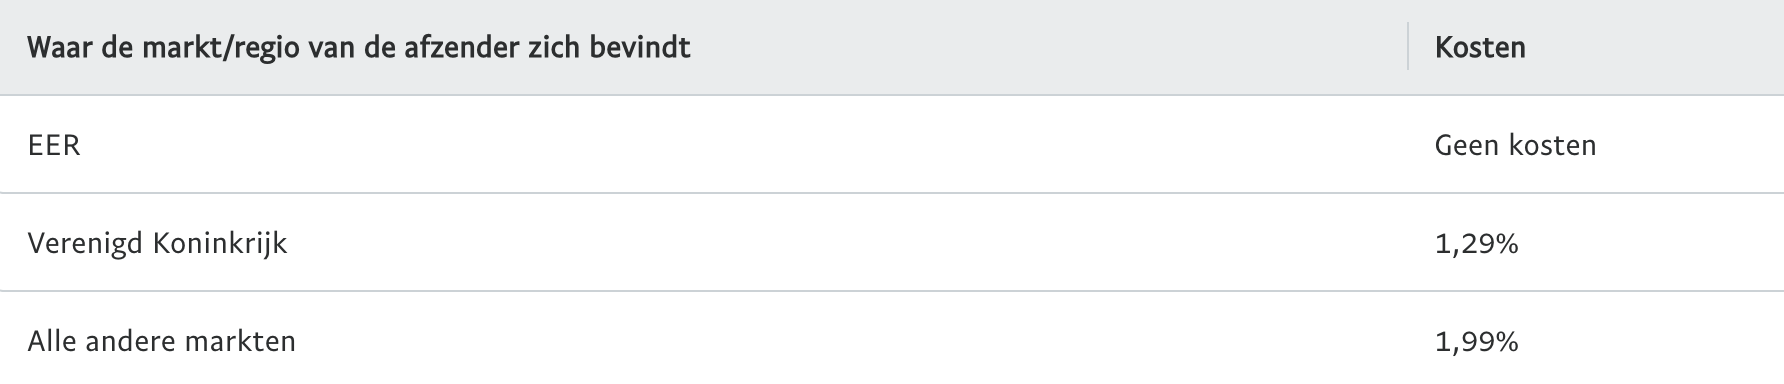 Waar de markt/regio van de afzender zich bevindt Kosten
EER Geen kosten
Verenigd Koninkrijk 1,29%
Alle andere markten 1,99%